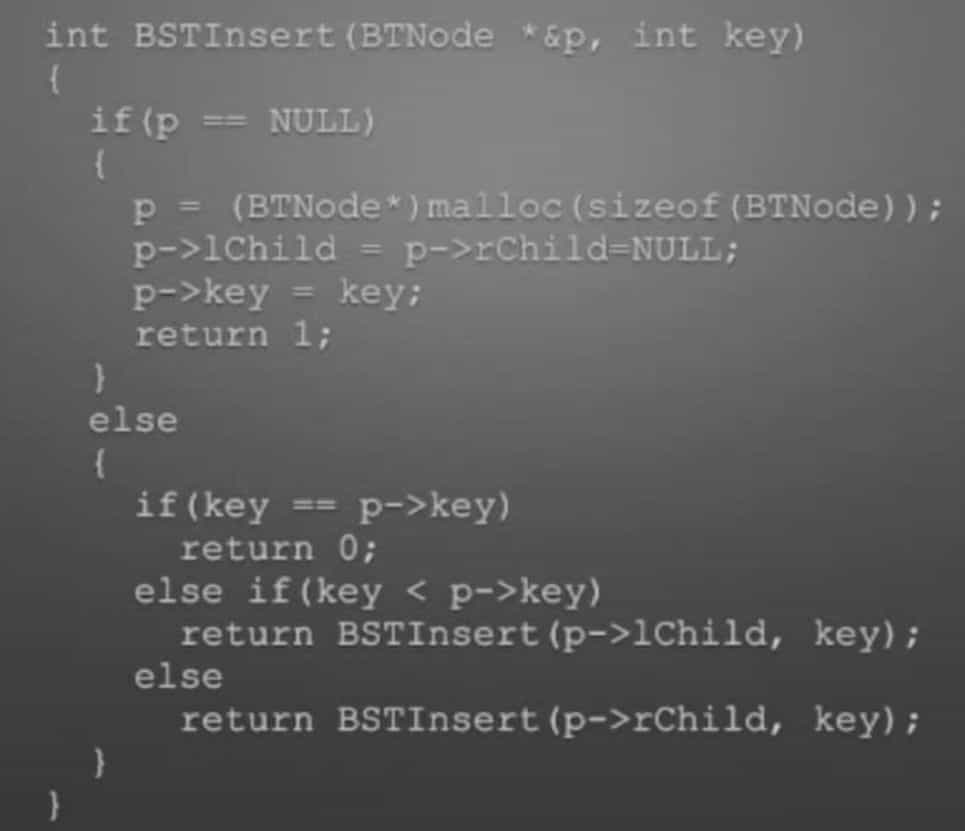 int BSTInsert(BTNode *&p, int key)
{
if(p == NULL)
{
p = (BTNode*)malloc(sizeof(BTNode));
p->lChild = p->rChild=NULL;
p->key = key;
return 1;
}
else
{
if(key == p->key)
return 0;
else if(key < p->key)
return BSTInsert(p->lChild, key);
else
return BSTInsert(p->rChild, key);
}
}